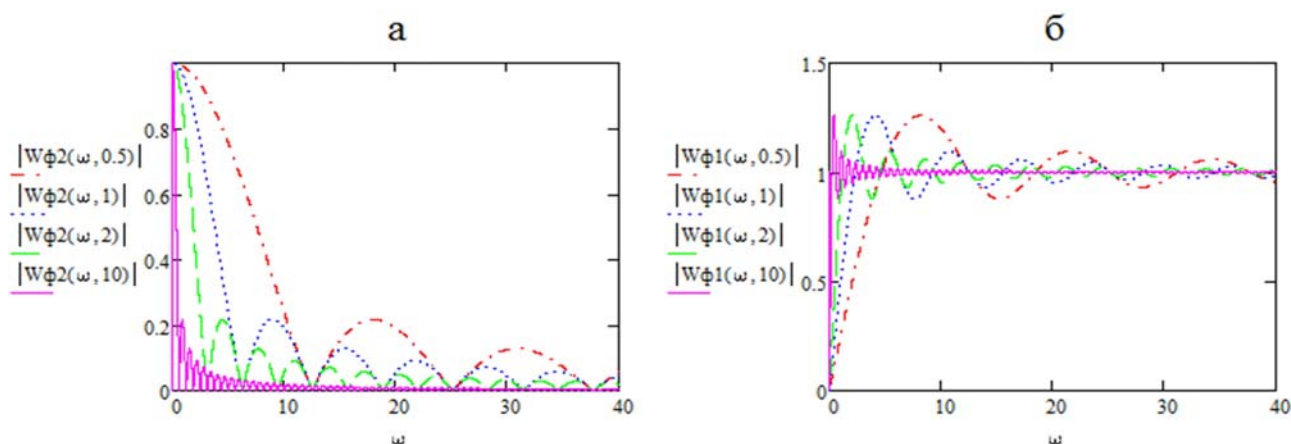 а
0.8
0.6
0.4
0.2
0
|Wф2(ω,0.5)|
|Wф2(ω,1)|
|Wф2(ω,2)|
|Wф2(ω,10)|
0 10 20 30 40
ω
б
1.5
1
0.5
0
|Wф1(ω,0.5)|
|Wф1(ω,1)|
|Wф1(ω,2)|
|Wф1(ω,10)|
0 10 20 30 40
ω